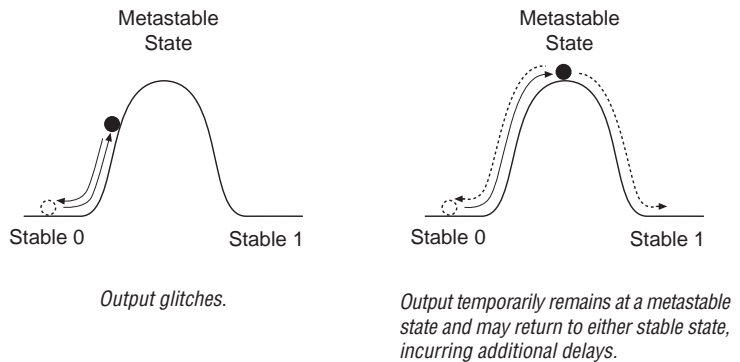 Metastable
State
Stable 0
Stable 1
Output glitches.
Metastable
State
Stable 0
Stable 1
Output temporarily remains at a metastable
state and may return to either stable state,
incurring additional delays.